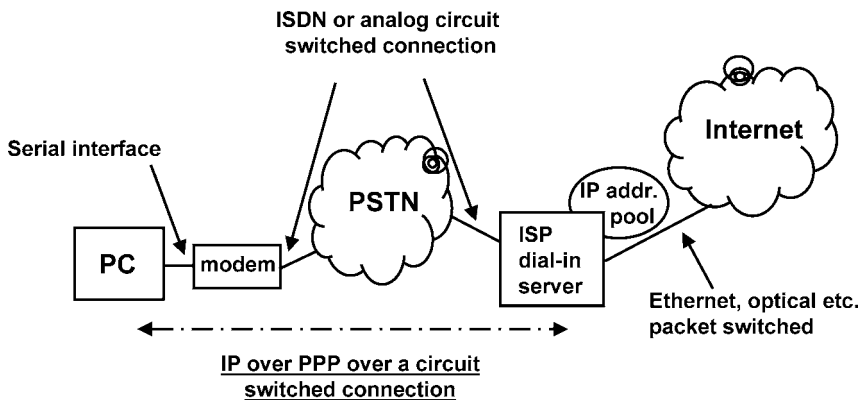 ISDN or analog circuit
switched connection
Serial interface
Internet
PSTN
IP addr.
pool
PC
modem
ISP
dial-in
server
Ethernet, optical etc.
packet switched
IP over PPP over a circuit
switched connection